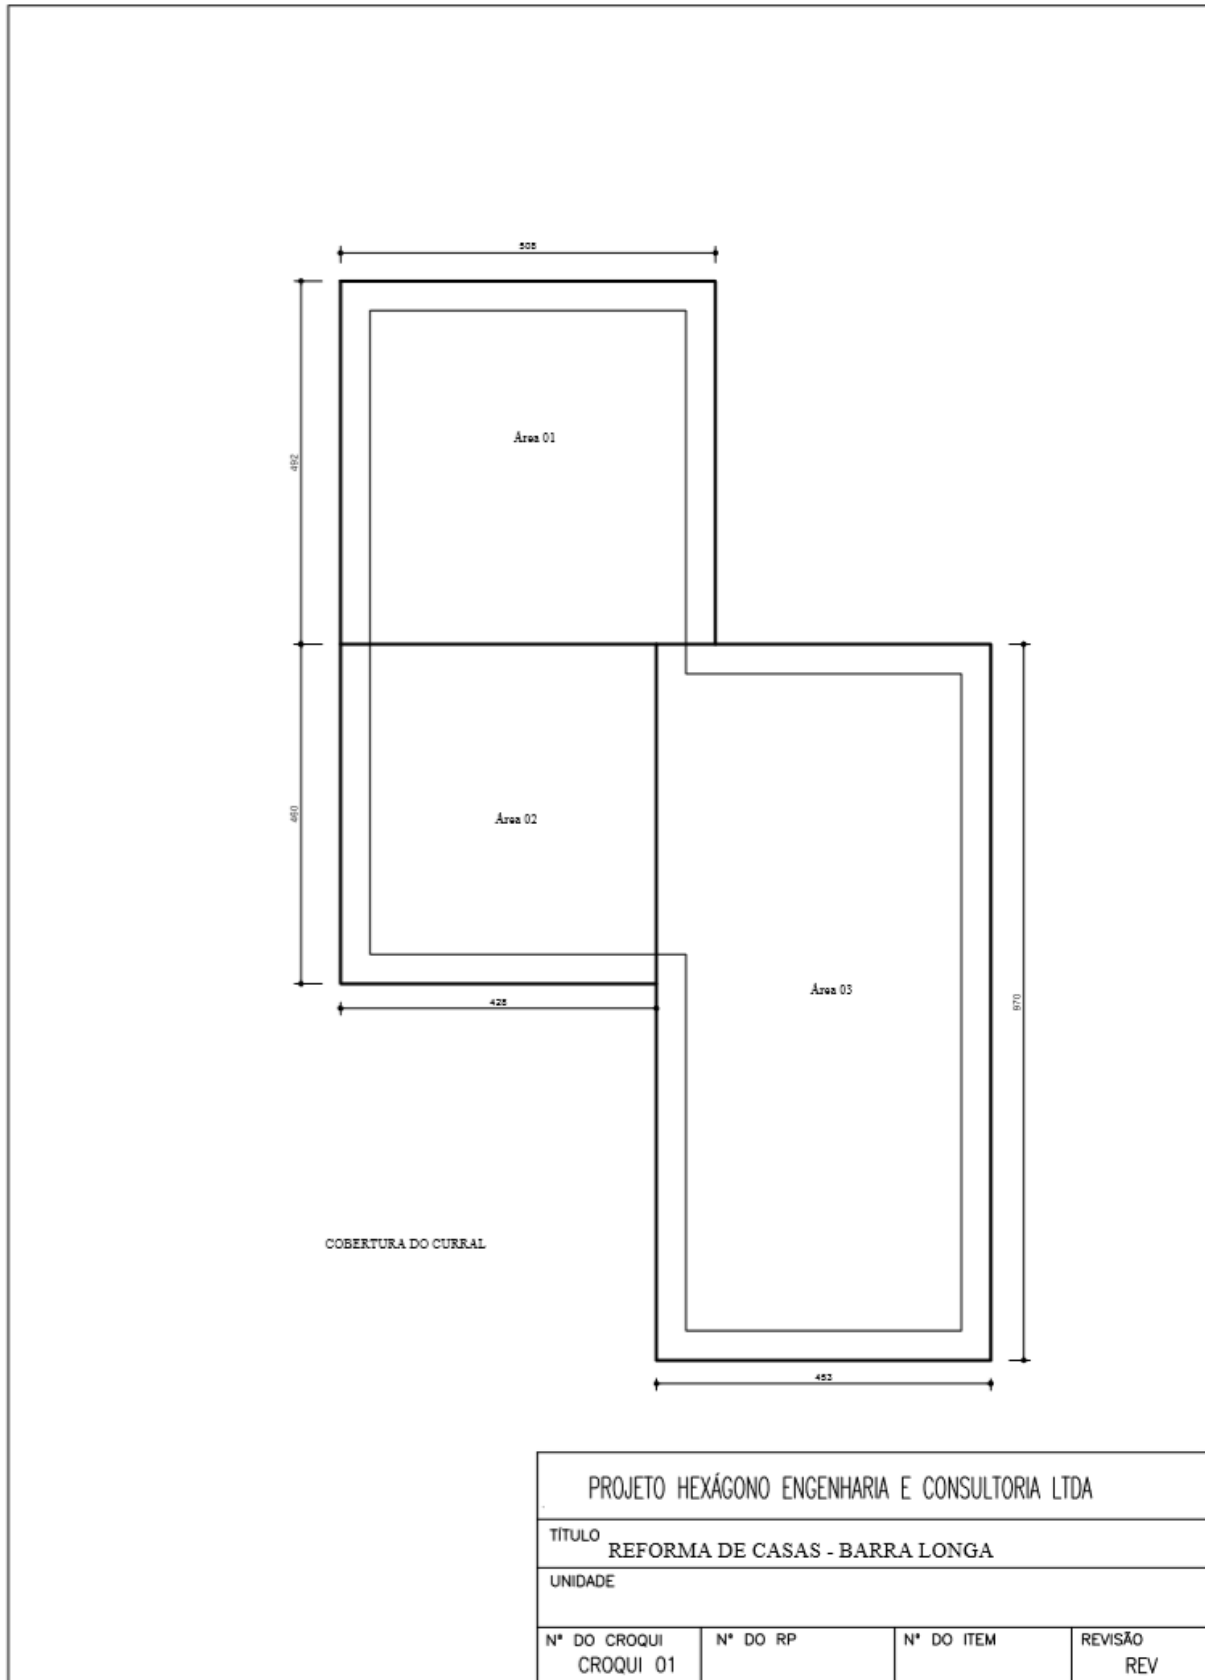 508
492
Área 01
460
Área 02
428
Área 03
970
COBERTURA DO CURRAL
453
PROJETO HEXÁGONO ENGENHARIA E CONSULTORIA LTDA
TÍTULO
REFORMA DE CASAS - BARRA LONGA
UNIDADE
Nº DO CROQUI
CROQUI 01
Nº DO RP
Nº DO ITEM
REVISÃO
REV